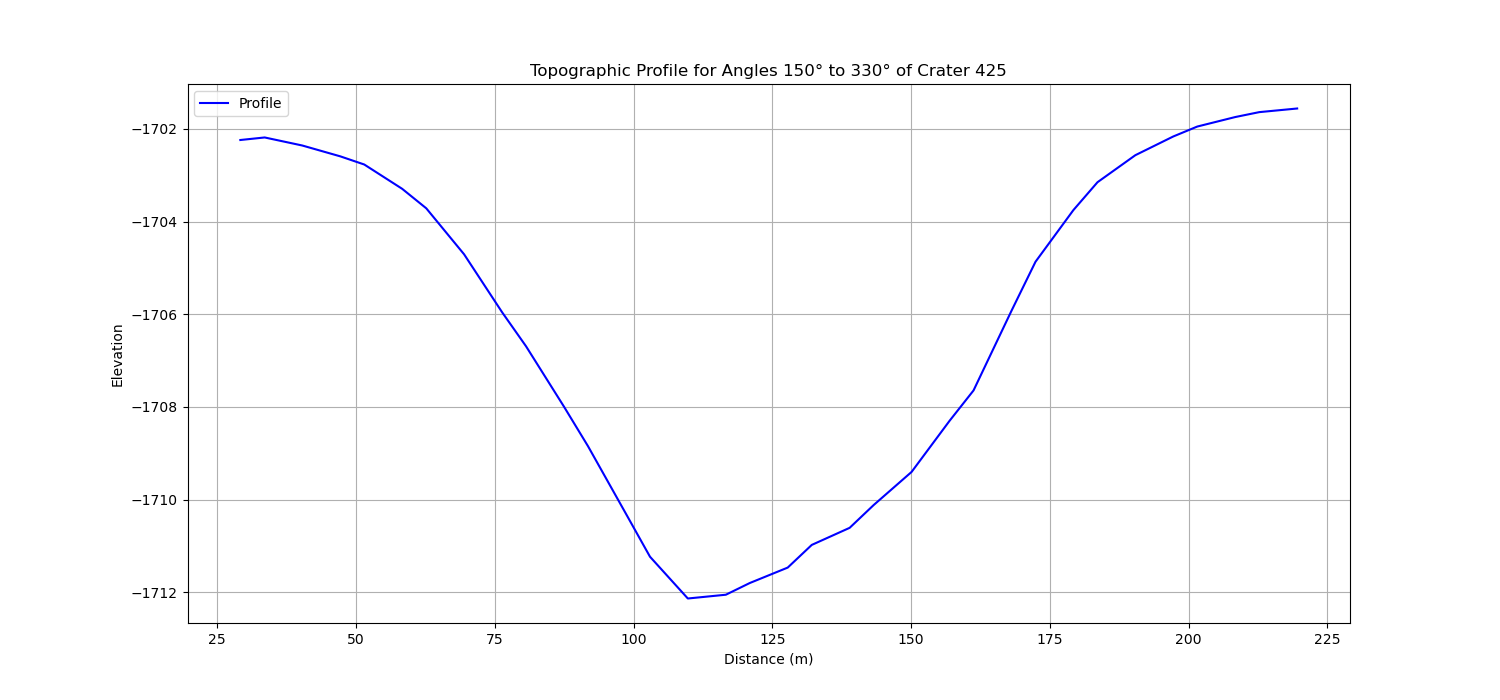 Topographic Profile for Angles 150° to 330° of Crater 425
Profile
Elevation
−1702
−1704
−1706
−1708
−1710
−1712
25 50 75 100 125 150 175 200 225
Distance (m)